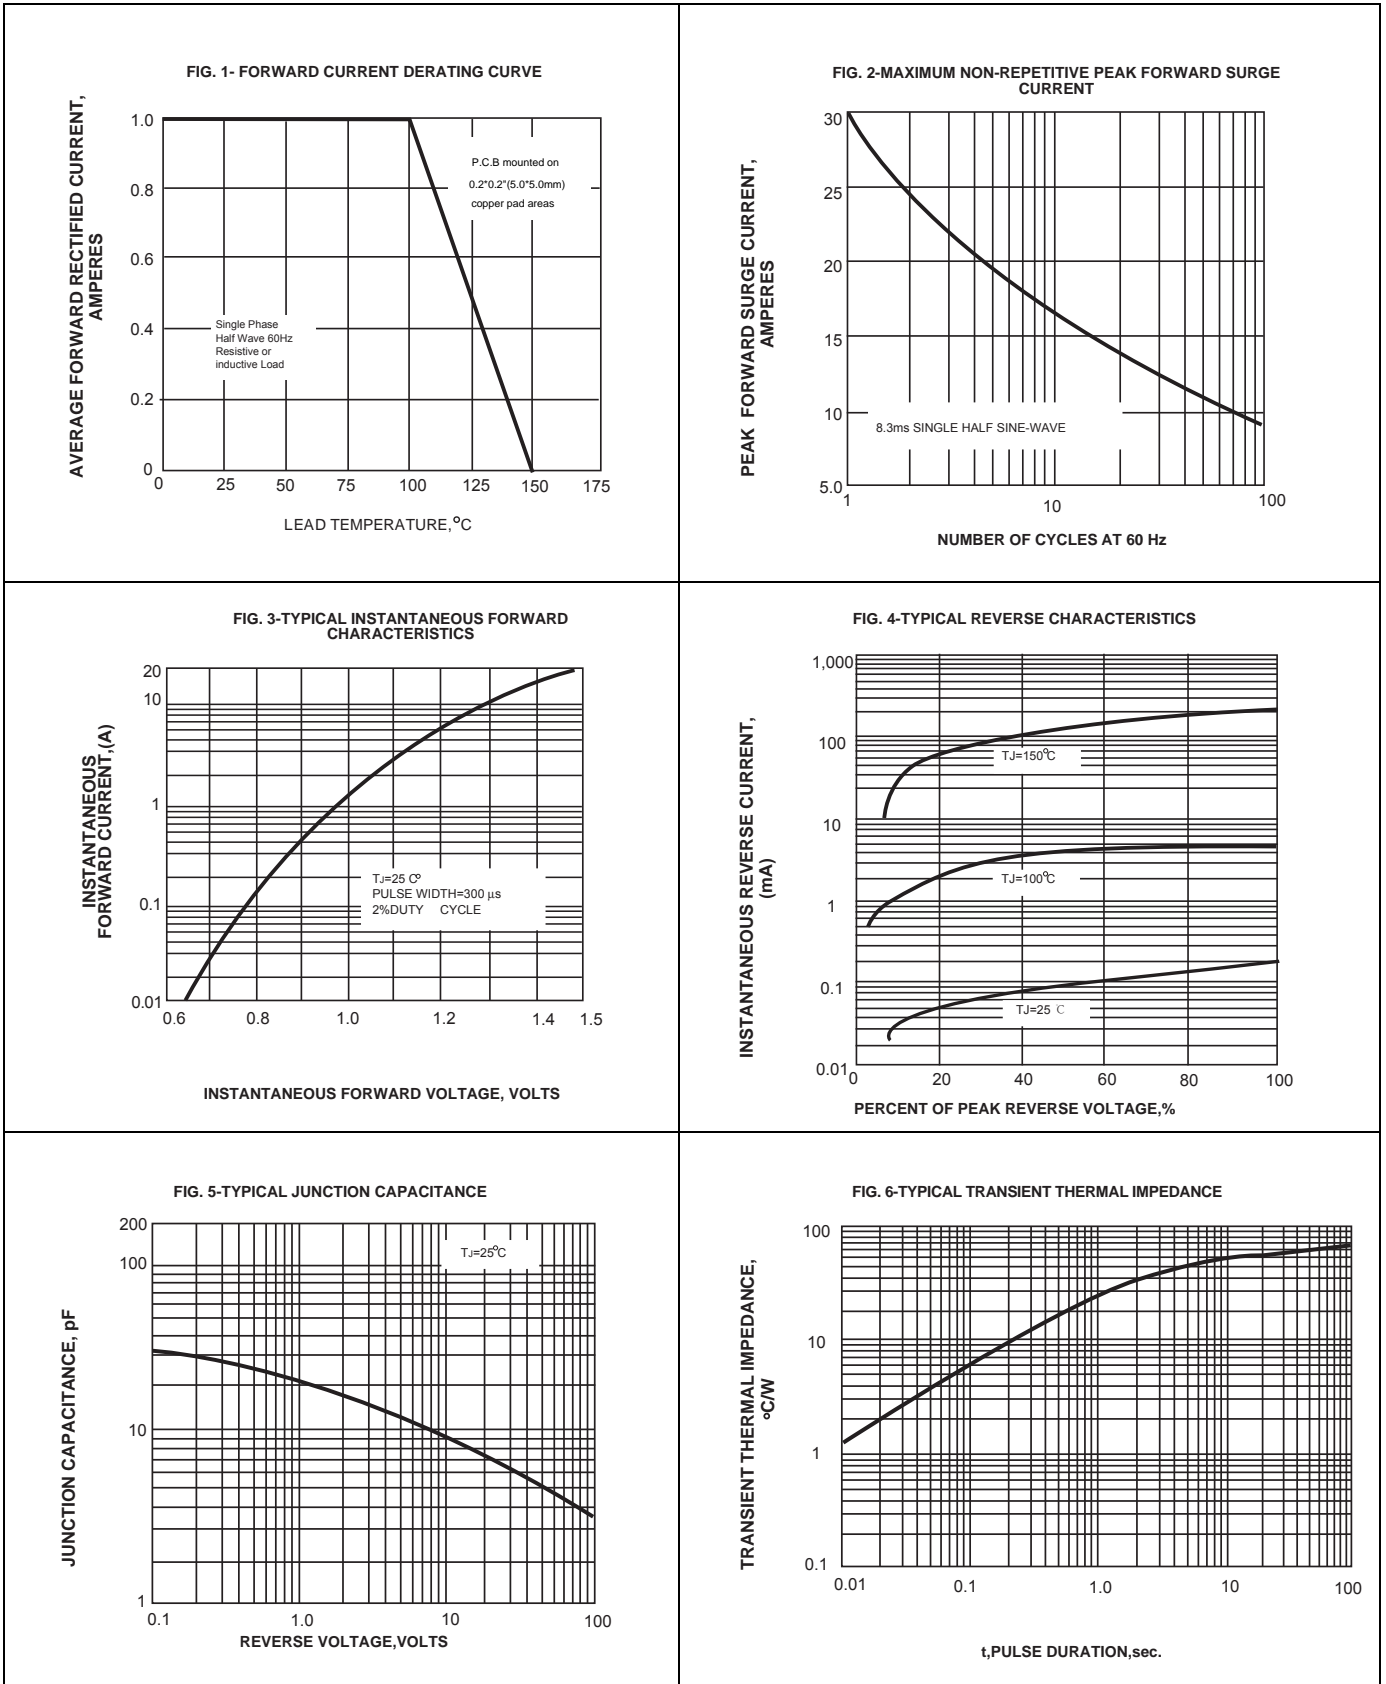 FIG. 1- FORWARD CURRENT DERATING CURVE
AVERAGE FORWARD RECTIFIED CURRENT,
AMPERES
1.0
0.8
0.6
0.4
0.2
0
P.C.B mounted on
0.2*0.2"(5.0*5.0mm)
copper pad areas
Single Phase
Half Wave 60Hz
Resistive or
inductive Load
0 25 50 75 100 125 150 175
LEAD TEMPERATURE,°C
FIG. 2-MAXIMUM NON-REPETITIVE PEAK FORWARD SURGE
CURRENT
PEAK FORWARD SURGE CURRENT,
AMPERES
30
25
20
15
10
5.0
8.3ms SINGLE HALF SINE-WAVE
1 10 100
NUMBER OF CYCLES AT 60 Hz
FIG. 3-TYPICAL INSTANTANEOUS FORWARD
CHARACTERISTICS
INSTANTANEOUS
FORWARD CURRENT,(A)
20
10
1
0.1
0.01
TJ=25 C°
PULSE WIDTH=300 µs
2%DUTY CYCLE
0.6 0.8 1.0 1.2 1.4 1.5
INSTANTANEOUS FORWARD VOLTAGE, VOLTS
FIG. 4-TYPICAL REVERSE CHARACTERISTICS
INSTANTANEOUS REVERSE CURRENT,
(mA)
1,000
100
10
1
0.1
0.01
TJ=150°C
TJ=100°C
TJ=25 C
0 20 40 60 80 100
PERCENT OF PEAK REVERSE VOLTAGE,%
FIG. 5-TYPICAL JUNCTION CAPACITANCE
JUNCTION CAPACITANCE, pF
200
100
10
1
TJ=25°C
0.1 1.0 10 100
REVERSE VOLTAGE,VOLTS
FIG. 6-TYPICAL TRANSIENT THERMAL IMPEDANCE
TRANSIENT THERMAL IMPEDANCE,
°C/W
100
10
1
0.1
0.01 0.1 1.0 10 100
t,PULSE DURATION,sec.